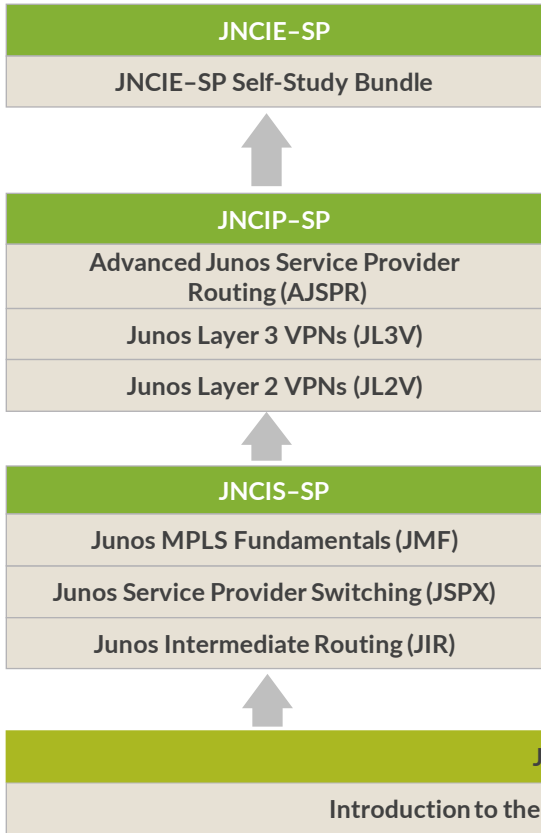 JNCIE–SP
JNCIE–SP Self-Study Bundle
JNCIP–SP
Advanced Junos Service Provider
Routing (AJSPR)
Junos Layer 3 VPNs (JL3V)
Junos Layer 2 VPNs (JL2V)
JNCIS–SP
Junos MPLS Fundamentals (JMF)
Junos Service Provider Switching (JSPX)
Junos Intermediate Routing (JIR)
J
Introduction to the